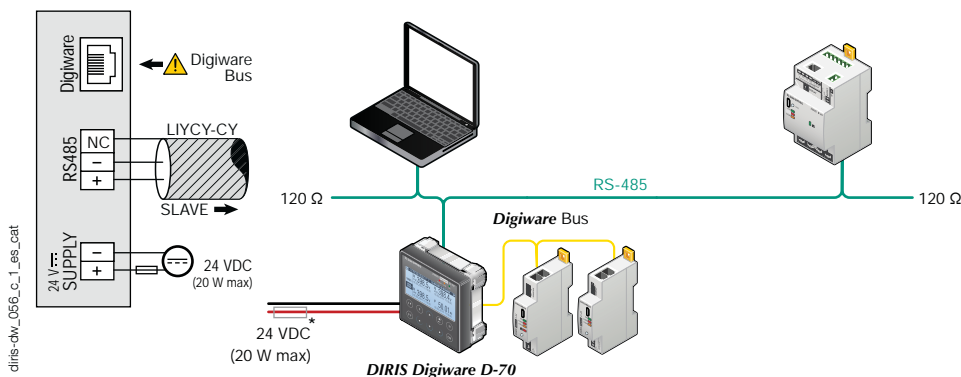 Digiware
Digiware
Bus
RS485
NC
–
+
LIYCY-CY
SLAVE
24 V
SUPPLY
–
+
24 VDC
(20 W max)
diris-dw_056_c_1_es_cat
120 Ω
RS-485
120 Ω
Digiware Bus
*
24 VDC
(20 W max)
DIRIS Digiware D-70